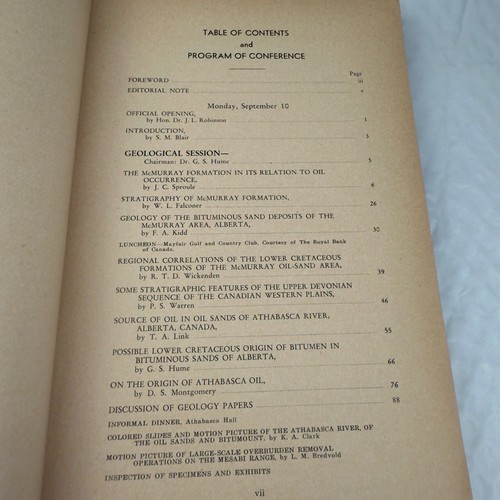 TABLE OF CONTENTS
and
PROGRAM OF CONFERENCE
Page
FOREWORD iii
EDITORIAL NOTE v
Monday, September 10
OFFICIAL OPENING,
by Hon. Dr. J. L. Robinson 1
INTRODUCTION,
by S. M. Blair 3
GEOLOGICAL SESSION—
Chairman: Dr. G. S. Hume 5
THE McMURRAY FORMATION IN ITS RELATION TO OIL
OCCURRENCE,
by J. C. Sproule 6
STRATIGRAPHY OF McMURRAY FORMATION,
by W. L. Falconer 26
GEOLOGY OF THE BITUMINOUS SAND DEPOSITS OF THE
McMURRAY AREA, ALBERTA,
by F. A. Kidd 30
LUNCHEON—Mayfair Golf and Country Club. Courtesy of The Royal Bank
of Canada.
REGIONAL CORRELATIONS OF THE LOWER CRETACEOUS
FORMATIONS OF THE McMURRAY OIL-SAND AREA,
by R. T. D. Wickenden 39
SOME STRATIGRAPHIC FEATURES OF THE UPPER DEVONIAN
SEQUENCE OF THE CANADIAN WESTERN PLAINS,
by P. S. Warren 46
SOURCE OF OIL IN OIL SANDS OF ATHABASCA RIVER,
ALBERTA, CANADA,
by T. A. Link 55
POSSIBLE LOWER CRETACEOUS ORIGIN OF BITUMEN IN
BITUMINOUS SANDS OF ALBERTA,
by G. S. Hume 66
ON THE ORIGIN OF ATHABASCA OIL,
by D. S. Montgomery 76
DISCUSSION OF GEOLOGY PAPERS 88
INFORMAL DINNER, Athabasca Hall
COLORED SLIDES AND MOTION PICTURE OF THE ATHABASCA RIVER, OF
THE OIL SANDS AND BITUMOUNT; by K. A. Clark
MOTION PICTURE OF LARGE-SCALE OVERBURDEN REMOVAL
OPERATIONS ON THE MESABI RANGE; by L. M. Bredvold
INSPECTION OF SPECIMENS AND EXHIBITS
vii